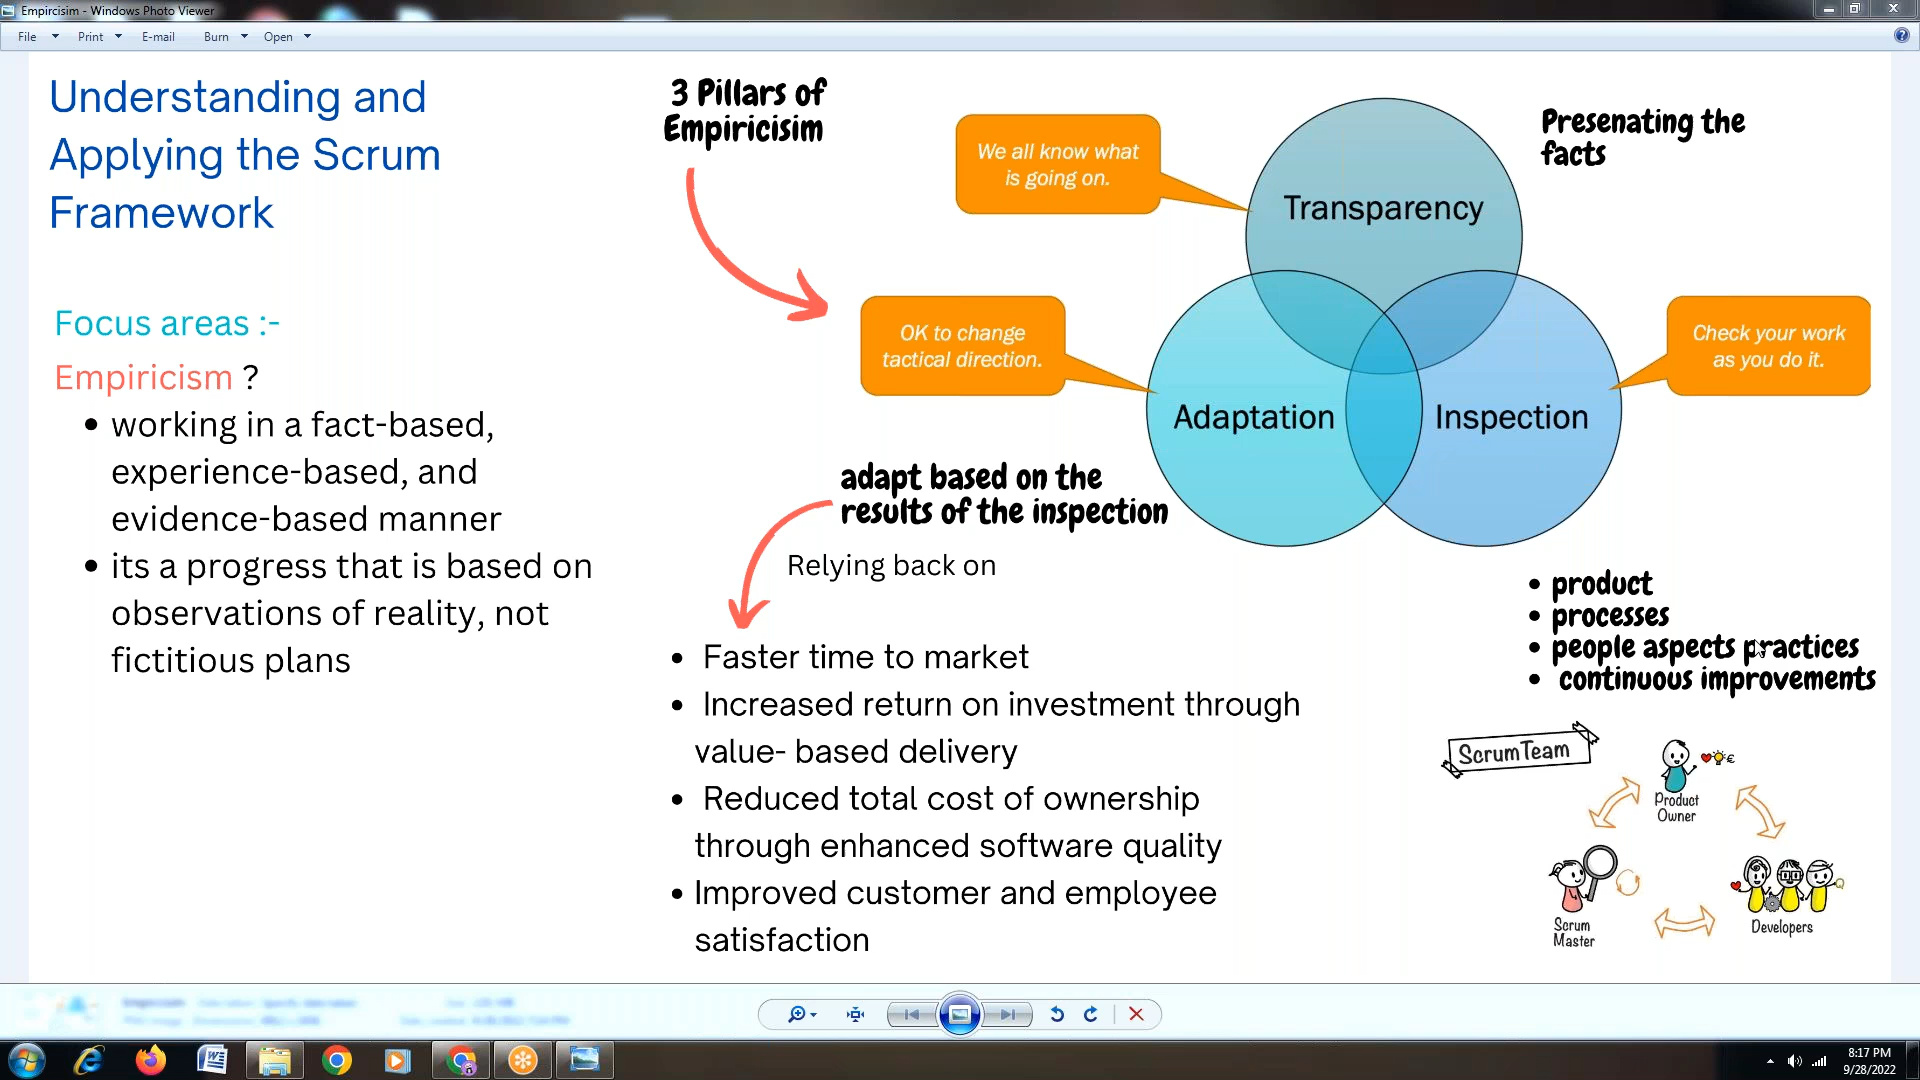 Empircisim - Windows Photo Viewer
File Print E-mail Burn Open
Understanding and
Applying the Scrum
Framework
Focus areas :-
Empiricism ?
working in a fact-based,
experience-based, and
evidence-based manner
its a progress that is based on
observations of reality, not
fictitious plans
3 Pillars of
Empiricisim
We all know what
is going on.
Transparency
Presenating the
facts
OK to change
tactical direction.
Adaptation
Inspection
Check your work
as you do it.
adapt based on the
results of the inspection
Relying back on
Faster time to market
Increased return on investment through
value- based delivery
Reduced total cost of ownership
through enhanced software quality
Improved customer and employee
satisfaction
product
processes
people aspects practices
continuous improvements
ScrumTeam
Product
Owner
Scrum
Master
Developers
8:17 PM
9/28/2022